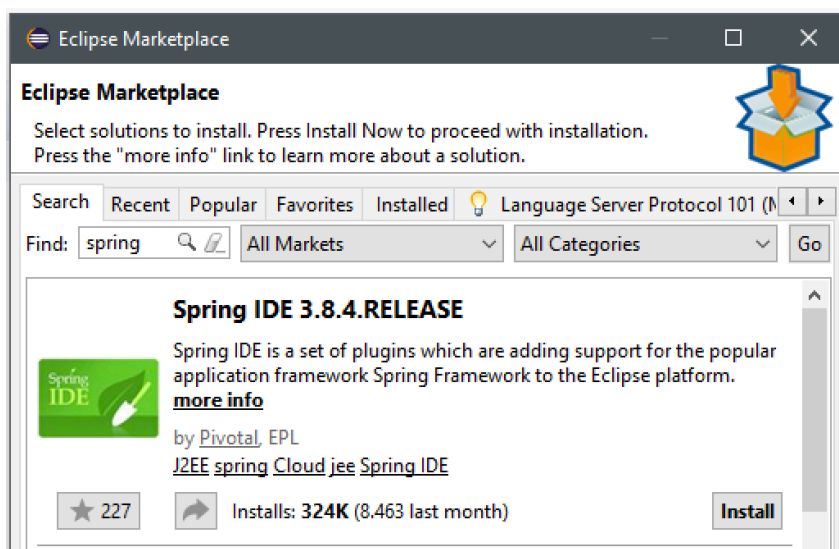 Eclipse Marketplace
Eclipse Marketplace
Select solutions to install. Press Install Now to proceed with installation.
Press the "more info" link to learn more about a solution.
Search Recent Popular Favorites Installed Language Server Protocol 101 (
Find: spring All Markets All Categories Go
Spring IDE 3.8.4.RELEASE
Spring IDE is a set of plugins which are adding support for the popular
application framework Spring Framework to the Eclipse platform.
more info
Spring
IDE
by Pivotal, EPL
J2EE spring Cloud jee Spring IDE
227 Installs: 324K (8.463 last month) Install